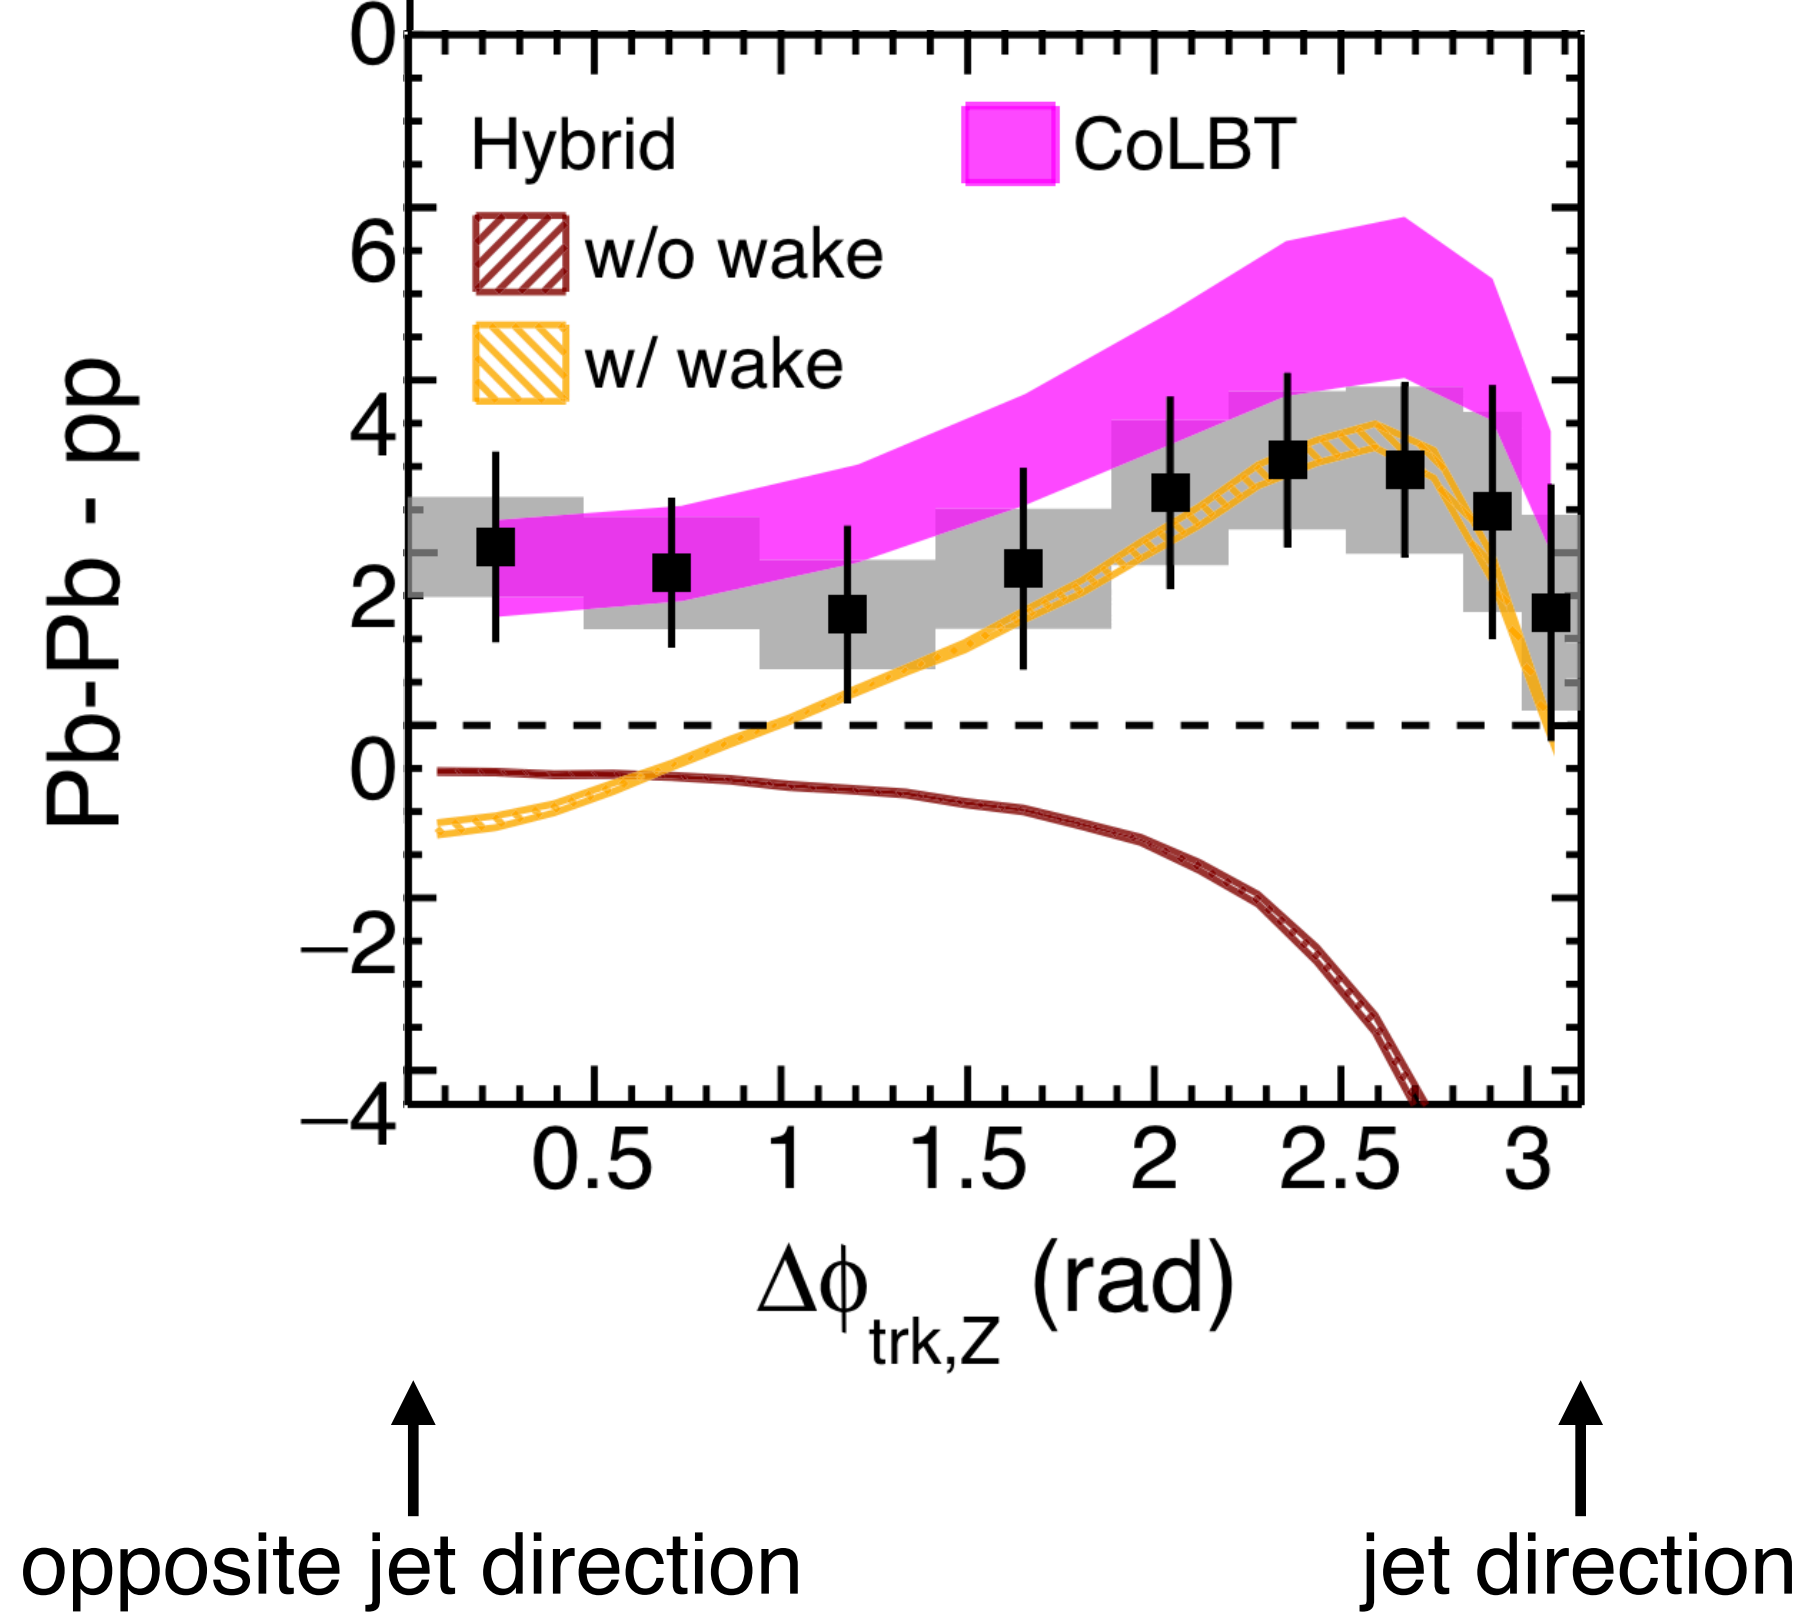 0
Hybrid
CoLBT
6
w/o wake
w/ wake
4
2
0
−2
−4
Pb-Pb - pp
0.5 1 1.5 2 2.5 3
Δϕtrk,Z (rad)
opposite jet direction
jet direction